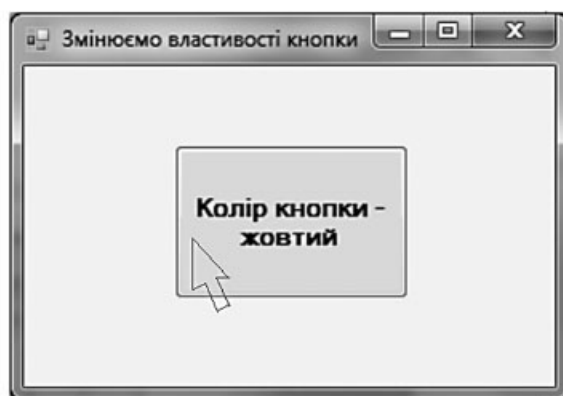 Змінюємо властивості кнопки
Колір кнопки -
жовтий